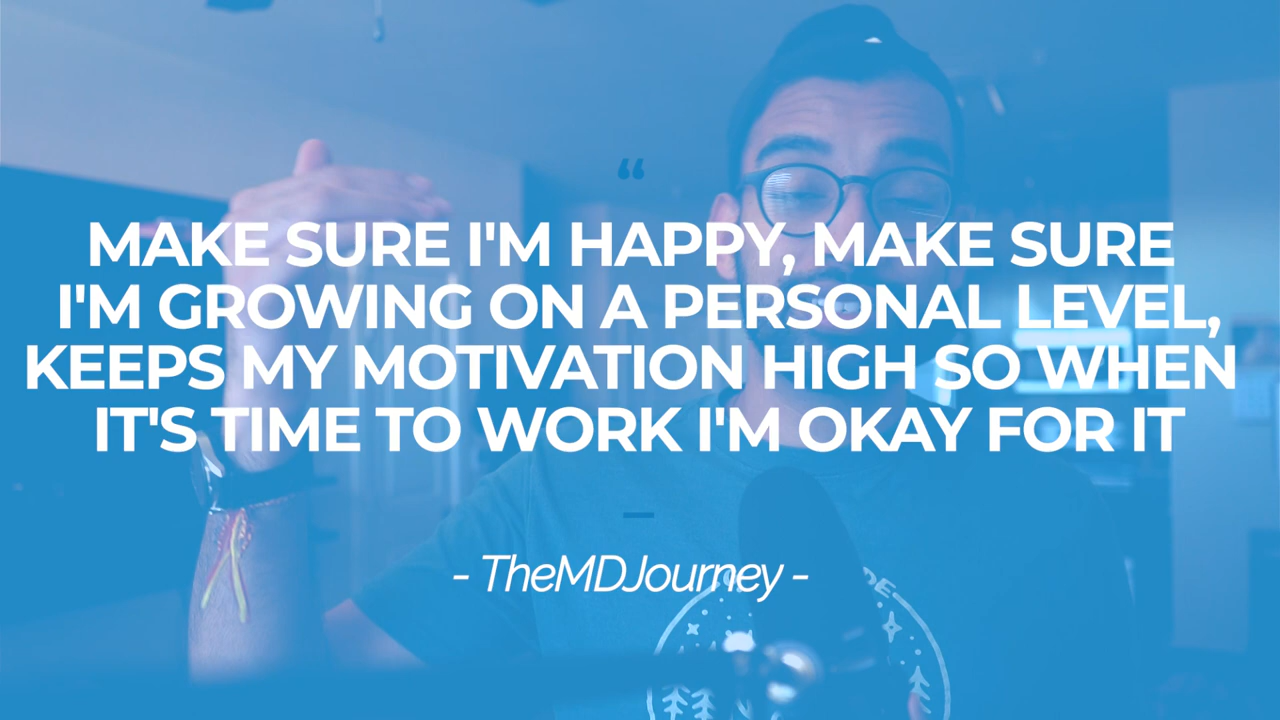 “
MAKE SURE I'M HAPPY, MAKE SURE
I'M GROWING ON A PERSONAL LEVEL,
KEEPS MY MOTIVATION HIGH SO WHEN
IT'S TIME TO WORK I'M OKAY FOR IT
- TheMDJourney -